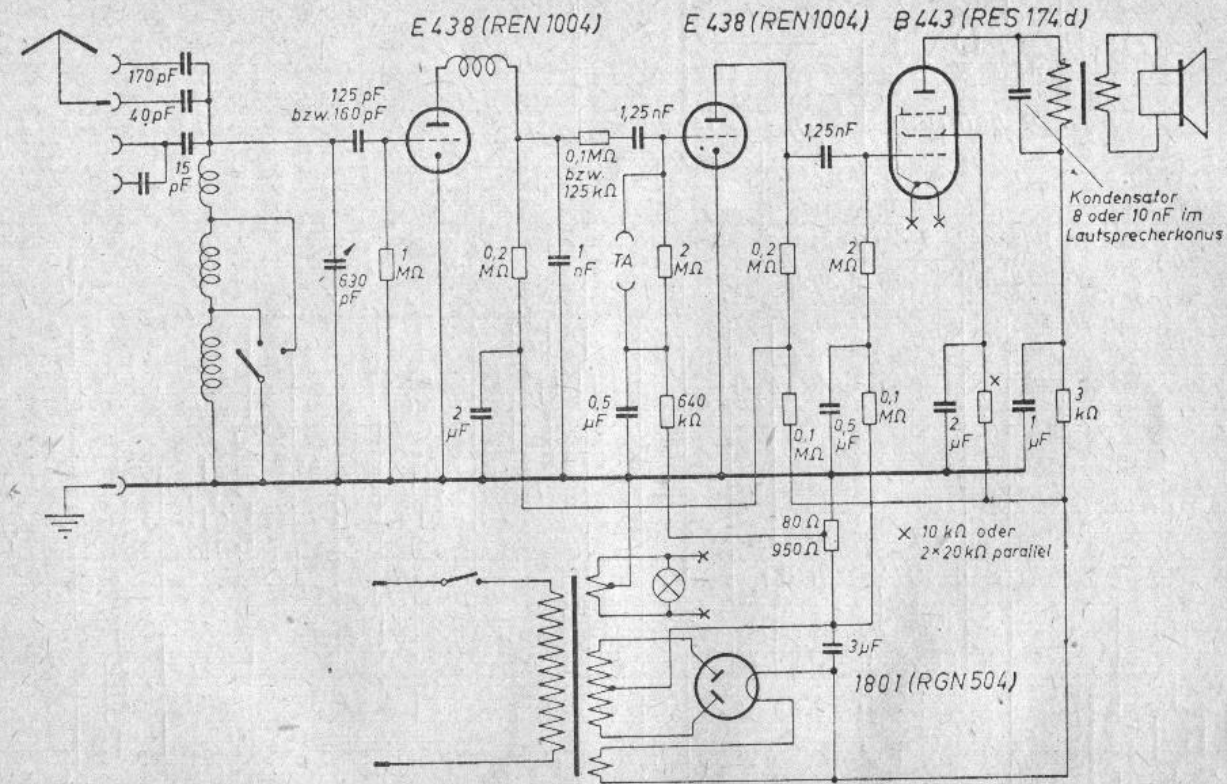 E 438 (REN 1004)
E 438 (REN 1004)
B 443 (RES 174 d)
170 pF
40 pF
15
pF
125 pF
bzw. 160 pF
630
pF
1
MΩ
0,2
MΩ
2
µF
1
nF
0,1 MΩ
bzw.
125 kΩ
1,25 nF
TA
2
MΩ
0,5
µF
640
kΩ
0,2
MΩ
0,1
MΩ
1,25 nF
2
MΩ
0,5
µF
0,1
MΩ
2
µF
×
1
µF
3
kΩ
Kondensator
8 oder 10 nF im
Lautsprecherkonus
80 Ω
950 Ω
× 10 kΩ oder
2×20 kΩ parallel
3 µF
1801 (RGN 504)